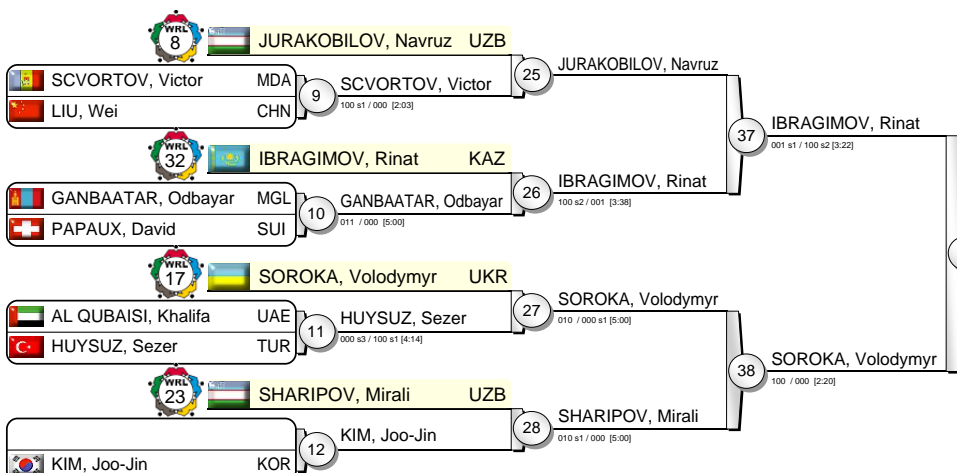 WRL
8
JURAKOBILOV, Navruz UZB
SCVORTOV, Victor MDA
LIU, Wei CHN
9
SCVORTOV, Victor
100 s1 / 000 [2:03]
25
JURAKOBILOV, Navruz
WRL
32
IBRAGIMOV, Rinat KAZ
GANBAATAR, Odbayar MGL
PAPAUX, David SUI
10
GANBAATAR, Odbayar
011 / 000 [5:00]
26
IBRAGIMOV, Rinat
100 s2 / 001 [3:38]
37
IBRAGIMOV, Rinat
001 s1 / 100 s2 [3:22]
WRL
17
SOROKA, Volodymyr UKR
AL QUBAISI, Khalifa UAE
HUYSUZ, Sezer TUR
11
HUYSUZ, Sezer
000 s3 / 100 s1 [4:14]
27
SOROKA, Volodymyr
010 / 000 s1 [5:00]
WRL
23
SHARIPOV, Mirali UZB
KIM, Joo-Jin KOR
12
KIM, Joo-Jin
28
SHARIPOV, Mirali
010 s1 / 000 [5:00]
38
SOROKA, Volodymyr
100 / 000 [2:20]